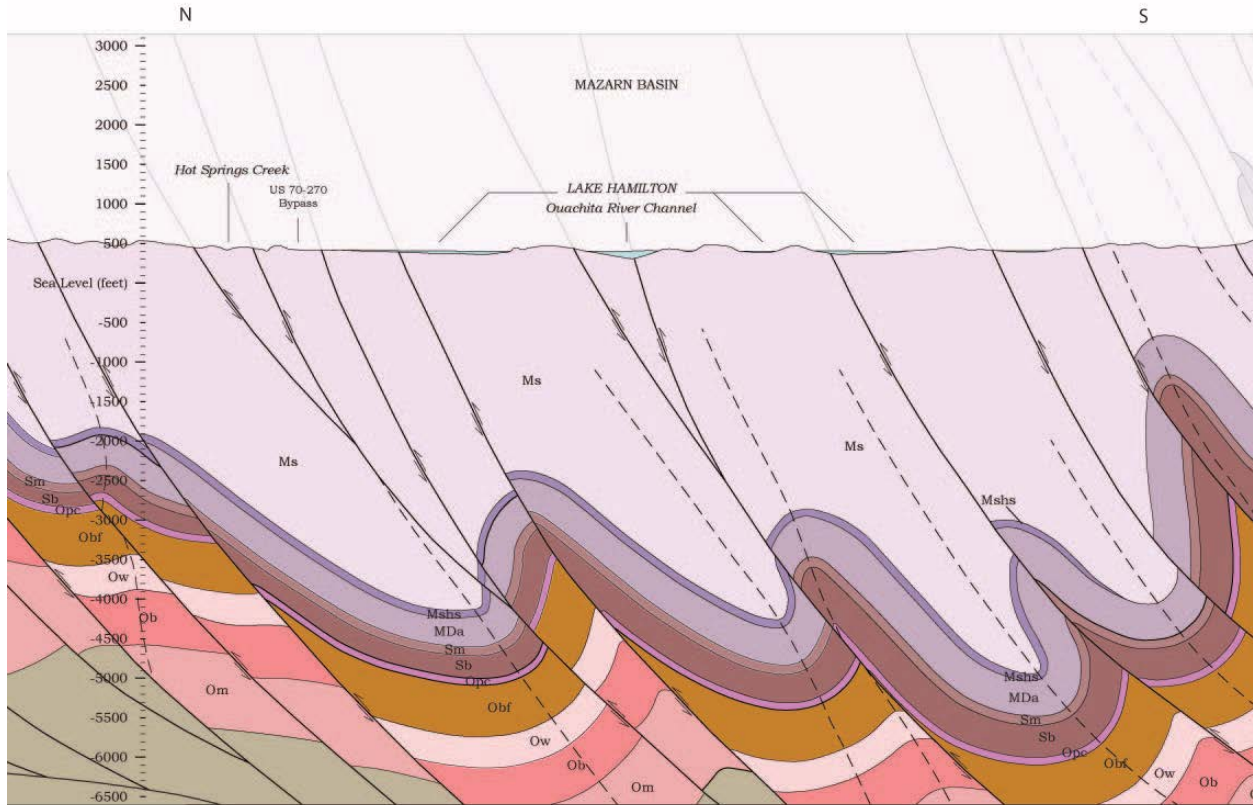 N
S
3000
2500
MAZARN BASIN
2000
1500
Hot Springs Creek
US 70-270
Bypass
LAKE HAMILTON
Ouachita River Channel
1000
500
Sea Level (feet)
-500
-1000
Ms
-1500
Ms
-2000
Ms
-2500
Sm
Sb
Opc
Mshs
-3000
Obf
-3500
Ow
-4000
Ob
Mshs
MDa
-4500
Sm
Sb
Opc
-5000
Om
Mshs
MDa
Obf
-5500
Sm
Sb
Ow
Opc
Obf
Ow
-6000
Ob
Ob
Om
-6500